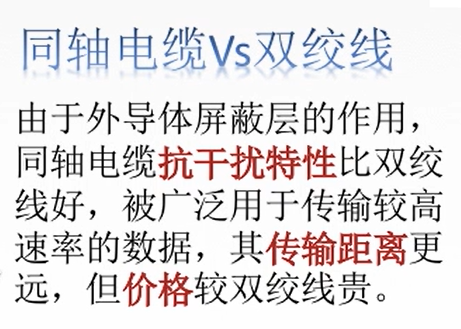 同轴电缆Vs双绞线
由于外导体屏蔽层的作用，
同轴电缆抗干扰特性比双绞
线好，被广泛用于传输较高
速率的数据，其传输距离更
远，但价格较双绞线贵。